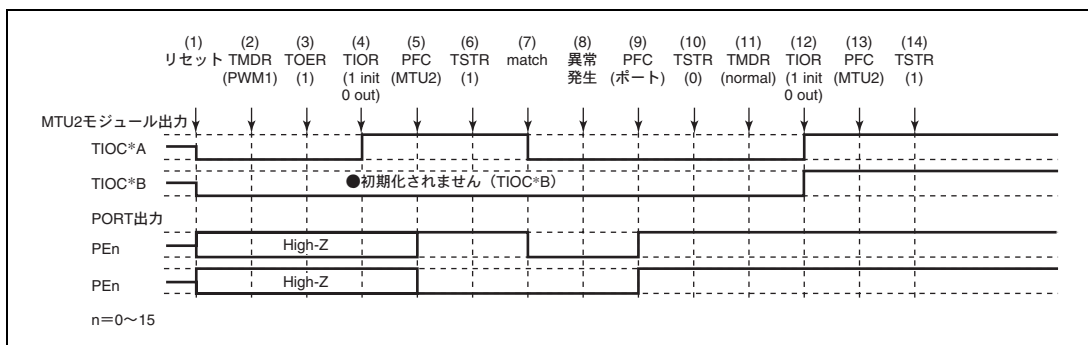 (1) (2) (3) (4) (5) (6) (7) (8) (9) (10) (11) (12) (13) (14)
リセット TMDR TOER TIOR PFC TSTR match 異常 PFC TSTR TMDR TIOR PFC TSTR
(PWM1) (1) (1 init (MTU2) (1) 発生 (ポート) (0) (normal) (1 init (MTU2) (1)
0 out) 0 out)
MTU2モジュール出力
TIOC*A
TIOC*B ●初期化されません（TIOC*B）
PORT出力
PEn High-Z
PEn High-Z
n＝0～15